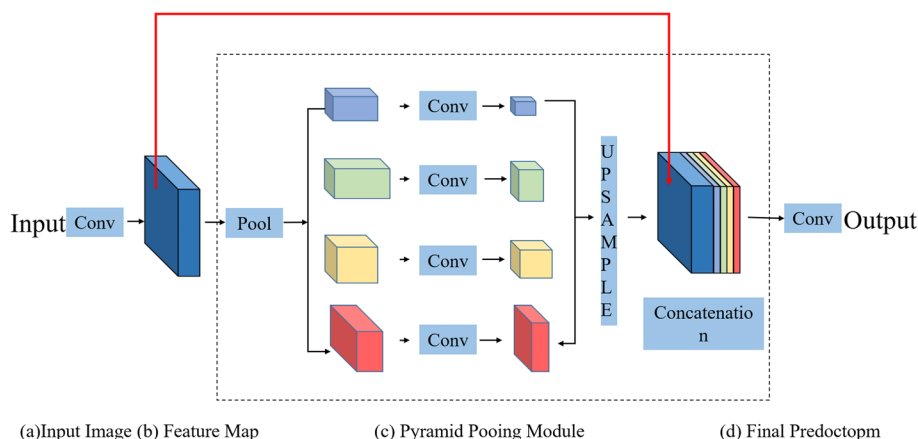 Conv
Conv
Conv
Conv
Input
Conv
Pool
UPSAMPLE
Conv
Output
Concatenatio
n
(a)Input Image (b) Feature Map
(c) Pyramid Pooing Module
(d) Final Predoctopm